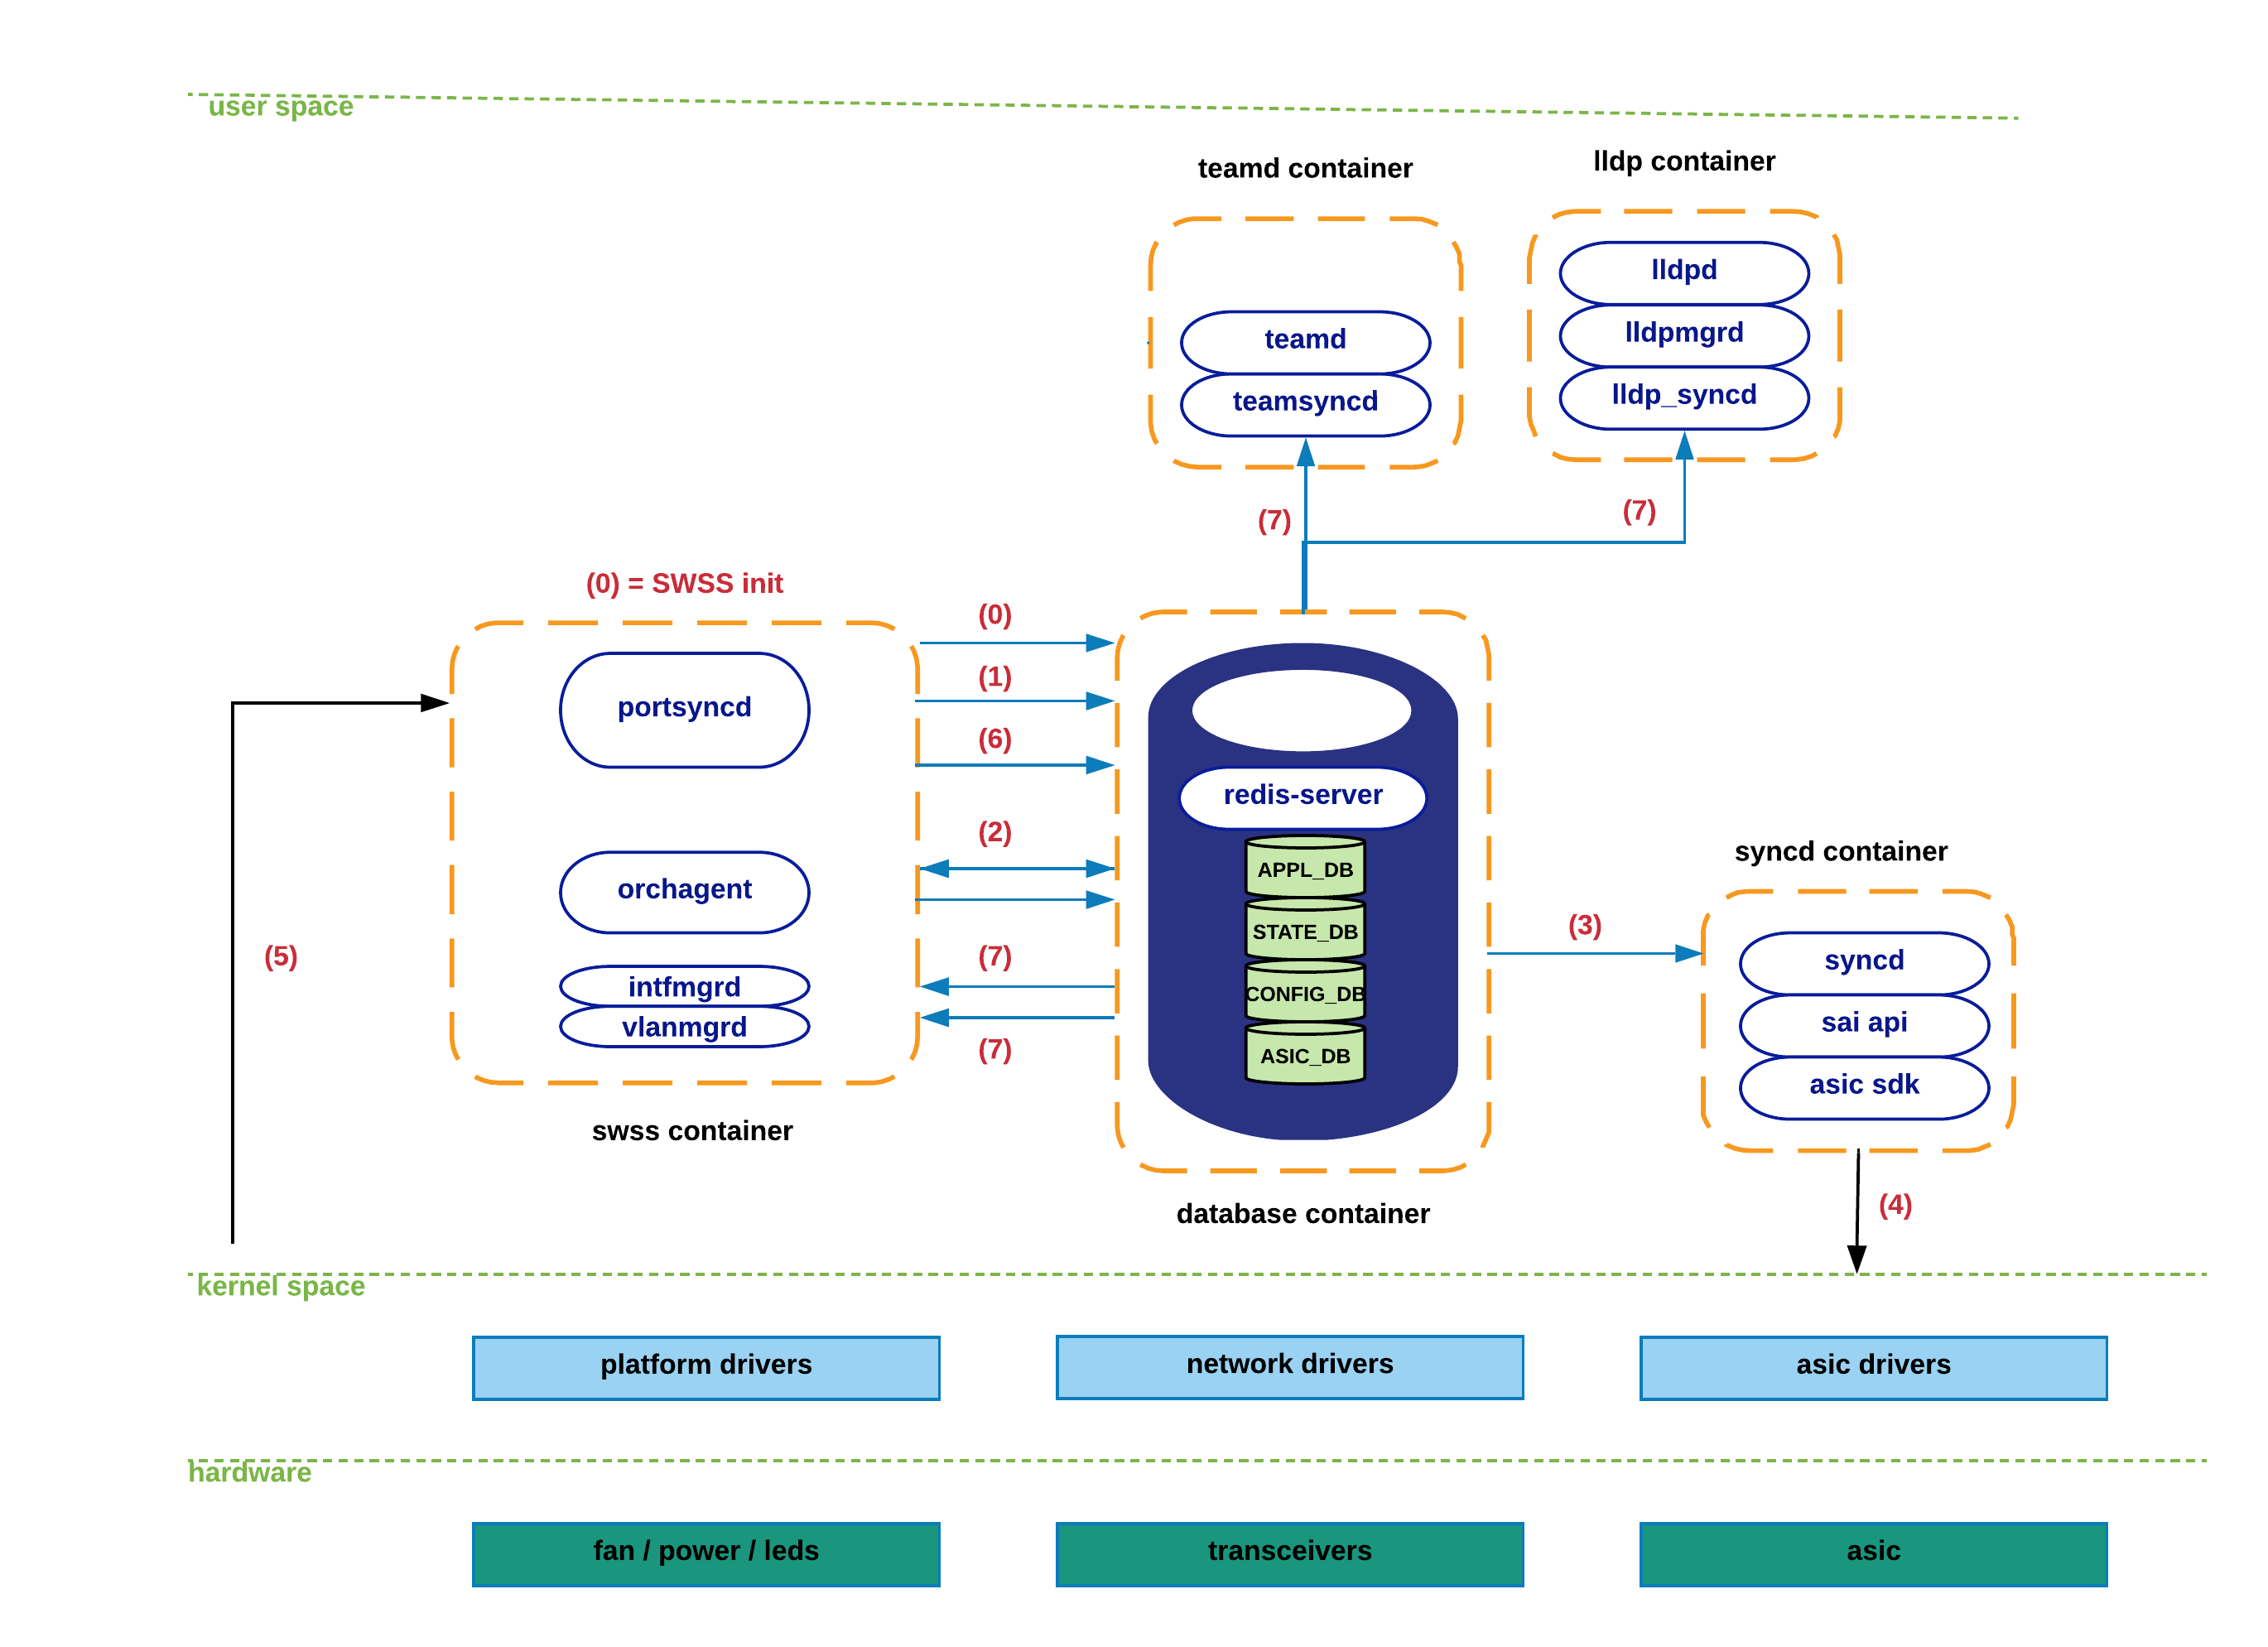 user space
teamd container
lldp container
lldpd
lldpmgrd
lldp_syncd
teamd
teamsyncd
(7)
(7)
(0) = SWSS init
(0)
(1)
(6)
(2)
(7)
(7)
portsyncd
orchagent
intfmgrd
vlanmgrd
swss container
(5)
redis-server
APPL_DB
STATE_DB
CONFIG_DB
ASIC_DB
database container
(3)
syncd container
syncd
sai api
asic sdk
(4)
kernel space
platform drivers
network drivers
asic drivers
hardware
fan / power / leds
transceivers
asic